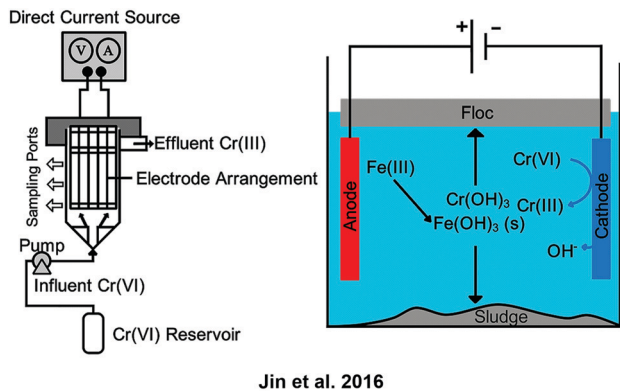 Direct Current Source
V A
Effluent Cr(III)
Sampling Ports
Electrode Arrangement
Pump
Influent Cr(VI)
Cr(VI) Reservoir
+ −
Floc
Anode
Fe(III)
Cr(OH)₃
Fe(OH)₃ (s)
Cr(VI)
Cr(III)
OH⁻
Cathode
Sludge
Jin et al. 2016